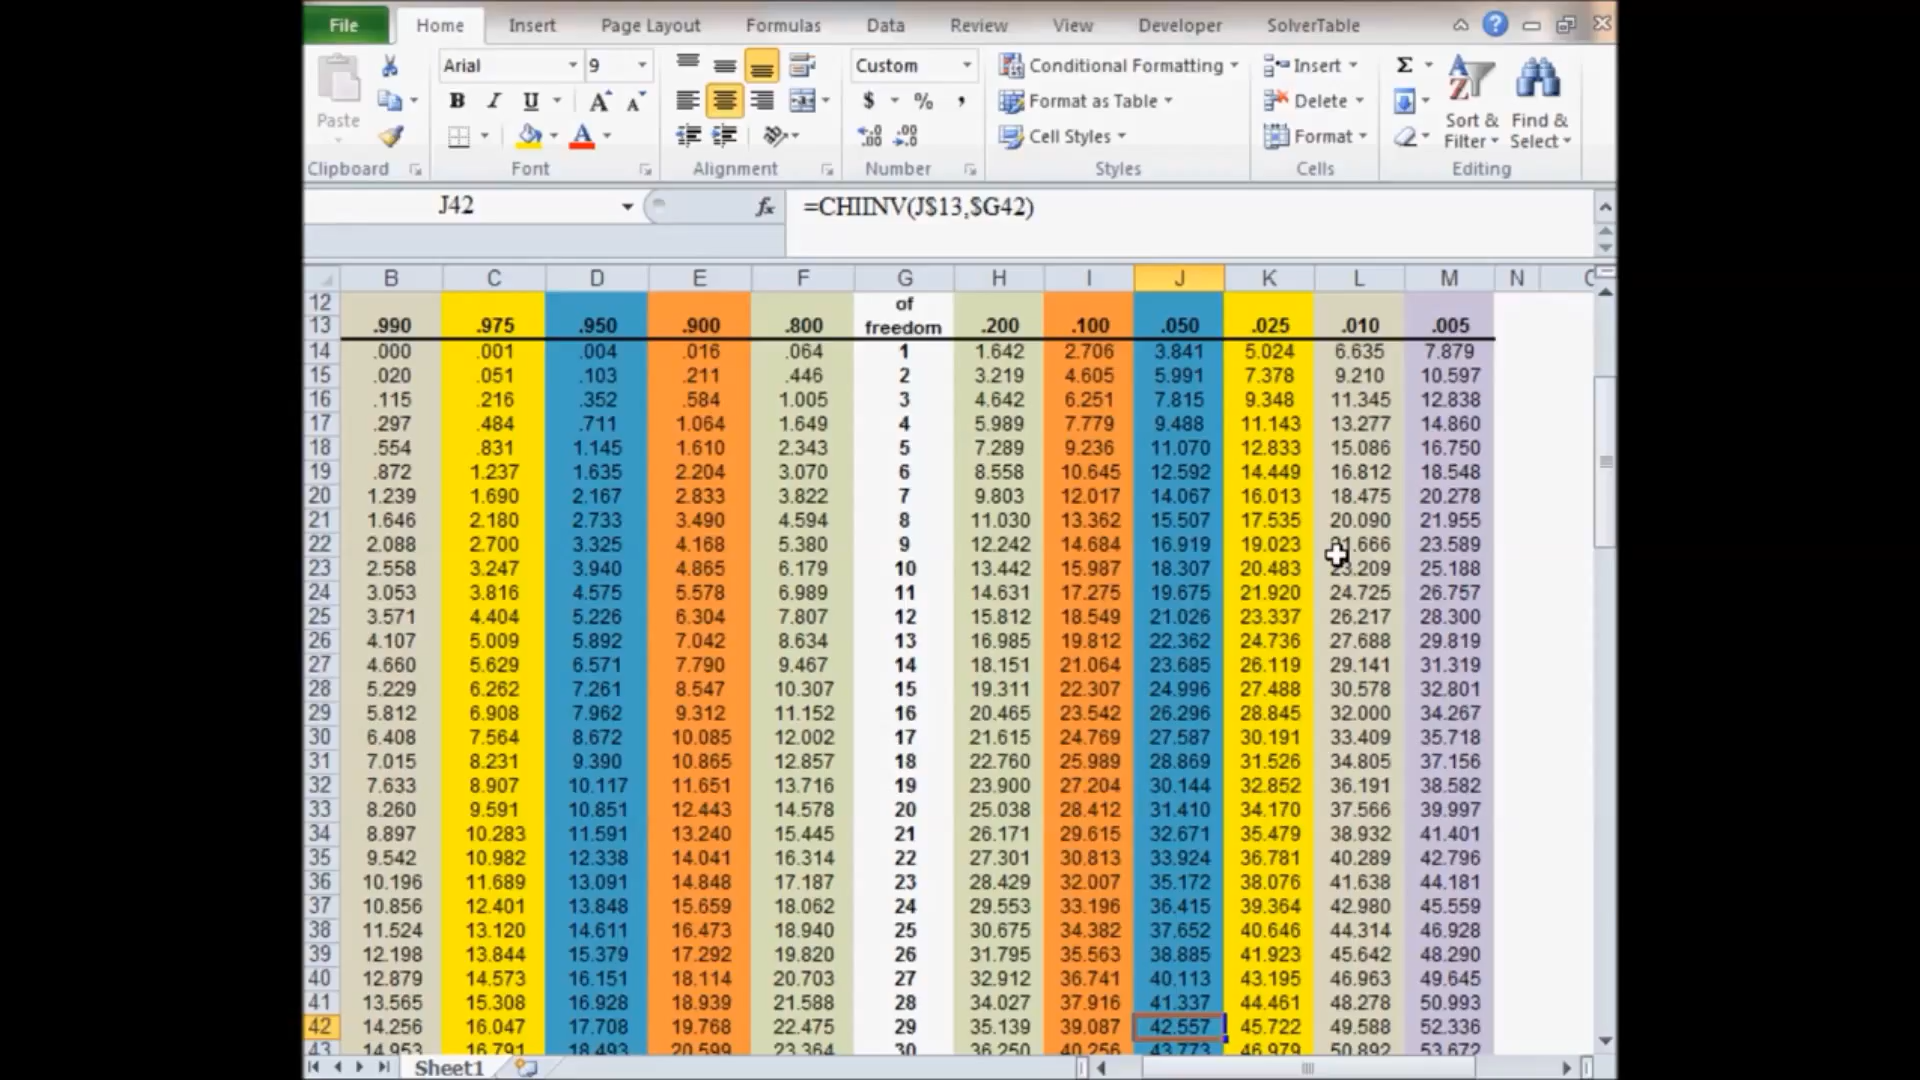 File Home Insert Page Layout Formulas Data Review View Developer SolverTable
Arial 9 Custom Conditional Formatting Insert Σ
Paste B I U A A $ % , Format as Table Delete Sort & Filter Find & Select
A .0 .00 .00 .0 Cell Styles Format
Clipboard Font Alignment Number Styles Cells Editing
J42 fx =CHIINV(J$13,$G42)
B C D E F G H I J K L M N
12 of
13 .990 .975 .950 .900 .800 freedom .200 .100 .050 .025 .010 .005
14 .000 .001 .004 .016 .064 1 1.642 2.706 3.841 5.024 6.635 7.879
15 .020 .051 .103 .211 .446 2 3.219 4.605 5.991 7.378 9.210 10.597
16 .115 .216 .352 .584 1.005 3 4.642 6.251 7.815 9.348 11.345 12.838
17 .297 .484 .711 1.064 1.649 4 5.989 7.779 9.488 11.143 13.277 14.860
18 .554 .831 1.145 1.610 2.343 5 7.289 9.236 11.070 12.833 15.086 16.750
19 .872 1.237 1.635 2.204 3.070 6 8.558 10.645 12.592 14.449 16.812 18.548
20 1.239 1.690 2.167 2.833 3.822 7 9.803 12.017 14.067 16.013 18.475 20.278
21 1.646 2.180 2.733 3.490 4.594 8 11.030 13.362 15.507 17.535 20.090 21.955
22 2.088 2.700 3.325 4.168 5.380 9 12.242 14.684 16.919 19.023 21.666 23.589
23 2.558 3.247 3.940 4.865 6.179 10 13.442 15.987 18.307 20.483 23.209 25.188
24 3.053 3.816 4.575 5.578 6.989 11 14.631 17.275 19.675 21.920 24.725 26.757
25 3.571 4.404 5.226 6.304 7.807 12 15.812 18.549 21.026 23.337 26.217 28.300
26 4.107 5.009 5.892 7.042 8.634 13 16.985 19.812 22.362 24.736 27.688 29.819
27 4.660 5.629 6.571 7.790 9.467 14 18.151 21.064 23.685 26.119 29.141 31.319
28 5.229 6.262 7.261 8.547 10.307 15 19.311 22.307 24.996 27.488 30.578 32.801
29 5.812 6.908 7.962 9.312 11.152 16 20.465 23.542 26.296 28.845 32.000 34.267
30 6.408 7.564 8.672 10.085 12.002 17 21.615 24.769 27.587 30.191 33.409 35.718
31 7.015 8.231 9.390 10.865 12.857 18 22.760 25.989 28.869 31.526 34.805 37.156
32 7.633 8.907 10.117 11.651 13.716 19 23.900 27.204 30.144 32.852 36.191 38.582
33 8.260 9.591 10.851 12.443 14.578 20 25.038 28.412 31.410 34.170 37.566 39.997
34 8.897 10.283 11.591 13.240 15.445 21 26.171 29.615 32.671 35.479 38.932 41.401
35 9.542 10.982 12.338 14.041 16.314 22 27.301 30.813 33.924 36.781 40.289 42.796
36 10.196 11.689 13.091 14.848 17.187 23 28.429 32.007 35.172 38.076 41.638 44.181
37 10.856 12.401 13.848 15.659 18.062 24 29.553 33.196 36.415 39.364 42.980 45.559
38 11.524 13.120 14.611 16.473 18.940 25 30.675 34.382 37.652 40.646 44.314 46.928
39 12.198 13.844 15.379 17.292 19.820 26 31.795 35.563 38.885 41.923 45.642 48.290
40 12.879 14.573 16.151 18.114 20.703 27 32.912 36.741 40.113 43.195 46.963 49.645
41 13.565 15.308 16.928 18.939 21.588 28 34.027 37.916 41.337 44.461 48.278 50.993
42 14.256 16.047 17.708 19.768 22.475 29 35.139 39.087 42.557 45.722 49.588 52.336
43 14.953 16.791 18.493 20.599 23.364 30 36.250 40.256 43.773 46.979 50.892 53.672
Sheet1